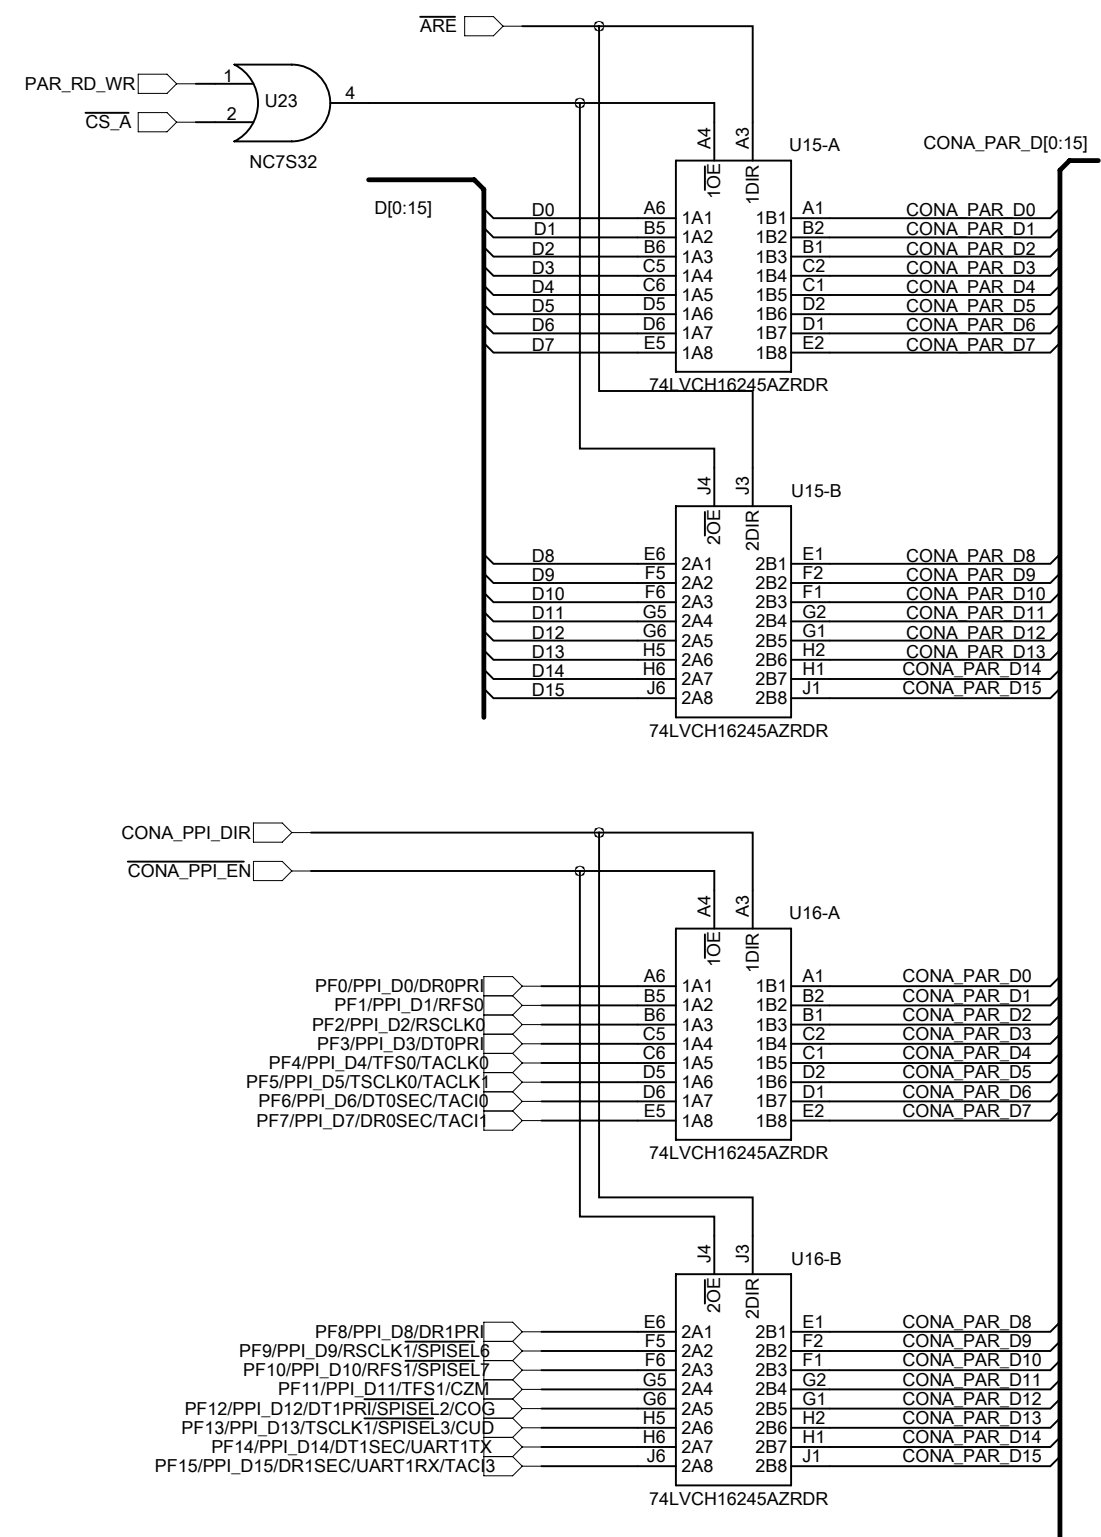 ARE
PAR_RD_WR 1 U23 4
CS_A 2
NC7S32
A4 A3 U15-A CONA_PAR_D[0:15]
1OE 1DIR
D[0:15]
D0 A6 1A1 1B1 A1 CONA_PAR_D0
D1 B5 1A2 1B2 B2 CONA_PAR_D1
D2 B6 1A3 1B3 B1 CONA_PAR_D2
D3 C5 1A4 1B4 C2 CONA_PAR_D3
D4 C6 1A5 1B5 C1 CONA_PAR_D4
D5 D5 1A6 1B6 D2 CONA_PAR_D5
D6 D6 1A7 1B7 D1 CONA_PAR_D6
D7 E5 1A8 1B8 E2 CONA_PAR_D7
74LVCH16245AZRDR
J4 J3 U15-B
2OE 2DIR
D8 E6 2A1 2B1 E1 CONA_PAR_D8
D9 F5 2A2 2B2 F2 CONA_PAR_D9
D10 F6 2A3 2B3 F1 CONA_PAR_D10
D11 G5 2A4 2B4 G2 CONA_PAR_D11
D12 G6 2A5 2B5 G1 CONA_PAR_D12
D13 H5 2A6 2B6 H2 CONA_PAR_D13
D14 H6 2A7 2B7 H1 CONA_PAR_D14
D15 J6 2A8 2B8 J1 CONA_PAR_D15
74LVCH16245AZRDR
CONA_PPI_DIR
CONA_PPI_EN
A4 A3 U16-A
1OE 1DIR
PF0/PPI_D0/DR0PRI A6 1A1 1B1 A1 CONA_PAR_D0
PF1/PPI_D1/RFS0 B5 1A2 1B2 B2 CONA_PAR_D1
PF2/PPI_D2/RSCLK0 B6 1A3 1B3 B1 CONA_PAR_D2
PF3/PPI_D3/DT0PRI C5 1A4 1B4 C2 CONA_PAR_D3
PF4/PPI_D4/TFS0/TACLK0 C6 1A5 1B5 C1 CONA_PAR_D4
PF5/PPI_D5/TSCLK0/TACLK1 D5 1A6 1B6 D2 CONA_PAR_D5
PF6/PPI_D6/DT0SEC/TACI0 D6 1A7 1B7 D1 CONA_PAR_D6
PF7/PPI_D7/DR0SEC/TACI1 E5 1A8 1B8 E2 CONA_PAR_D7
74LVCH16245AZRDR
J4 J3 U16-B
2OE 2DIR
PF8/PPI_D8/DR1PRI E6 2A1 2B1 E1 CONA_PAR_D8
PF9/PPI_D9/RSCLK1/SPISEL6 F5 2A2 2B2 F2 CONA_PAR_D9
PF10/PPI_D10/RFS1/SPISEL7 F6 2A3 2B3 F1 CONA_PAR_D10
PF11/PPI_D11/TFS1/CZM G5 2A4 2B4 G2 CONA_PAR_D11
PF12/PPI_D12/DT1PRI/SPISEL2/COG G6 2A5 2B5 G1 CONA_PAR_D12
PF13/PPI_D13/TSCLK1/SPISEL3/CUD H5 2A6 2B6 H2 CONA_PAR_D13
PF14/PPI_D14/DT1SEC/UART1TX H6 2A7 2B7 H1 CONA_PAR_D14
PF15/PPI_D15/DR1SEC/UART1RX/TACI3 J6 2A8 2B8 J1 CONA_PAR_D15
74LVCH16245AZRDR